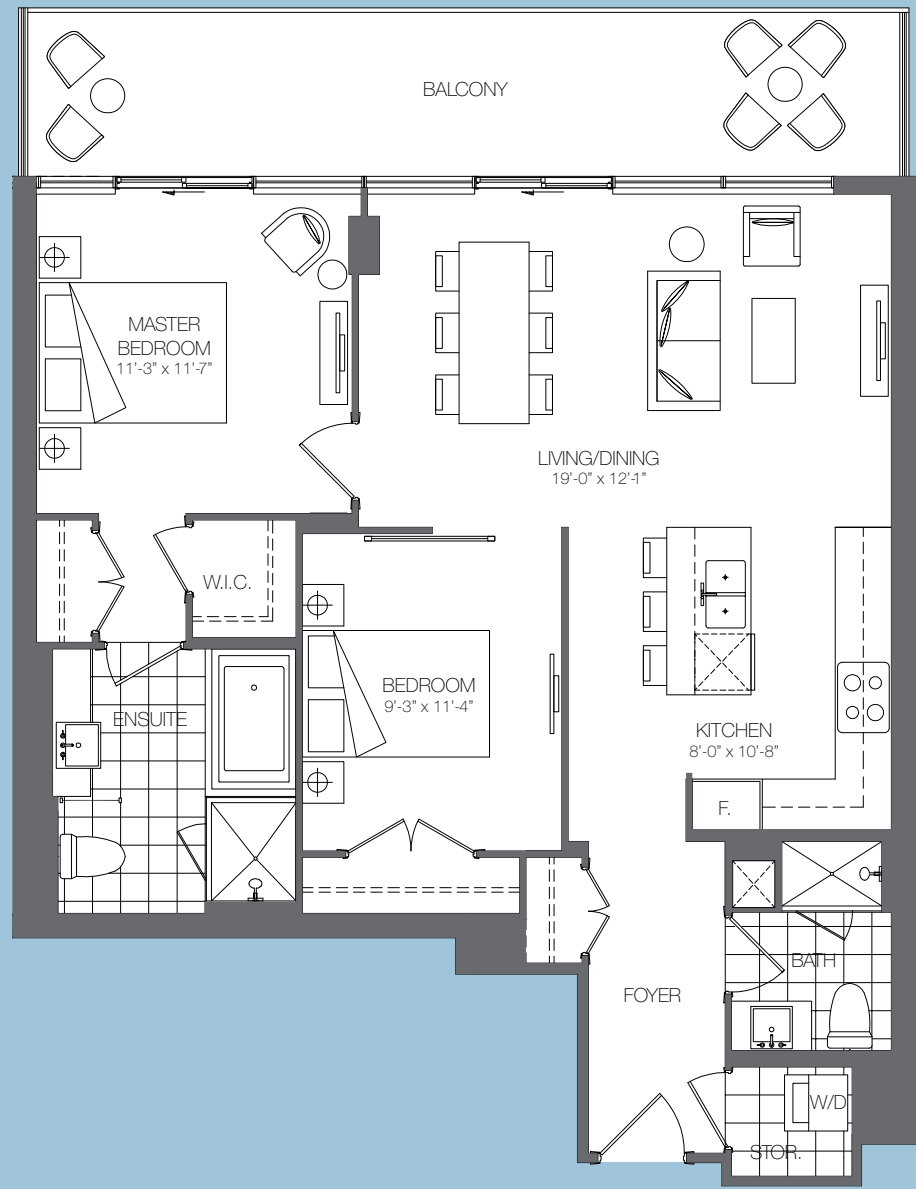 BALCONY
MASTER
BEDROOM
11'-3" x 11'-7"
LIVING/DINING
19'-0" x 12'-1"
W.I.C.
BEDROOM
9'-3" x 11'-4"
ENSUITE
KITCHEN
8'-0" x 10'-8"
F.
BATH
FOYER
W/D
STOR.